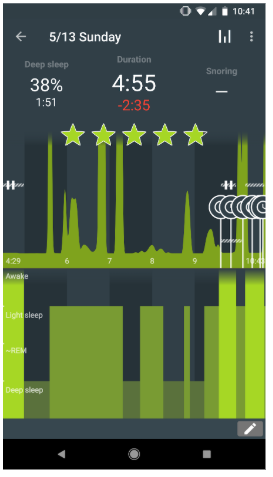 10:41
5/13 Sunday
Deep sleep
Duration
Snoring
38%
4:55
—
1:51
-2:35
4:29
6
7
8
9
10:43
Awake
Light sleep
~REM
Deep sleep